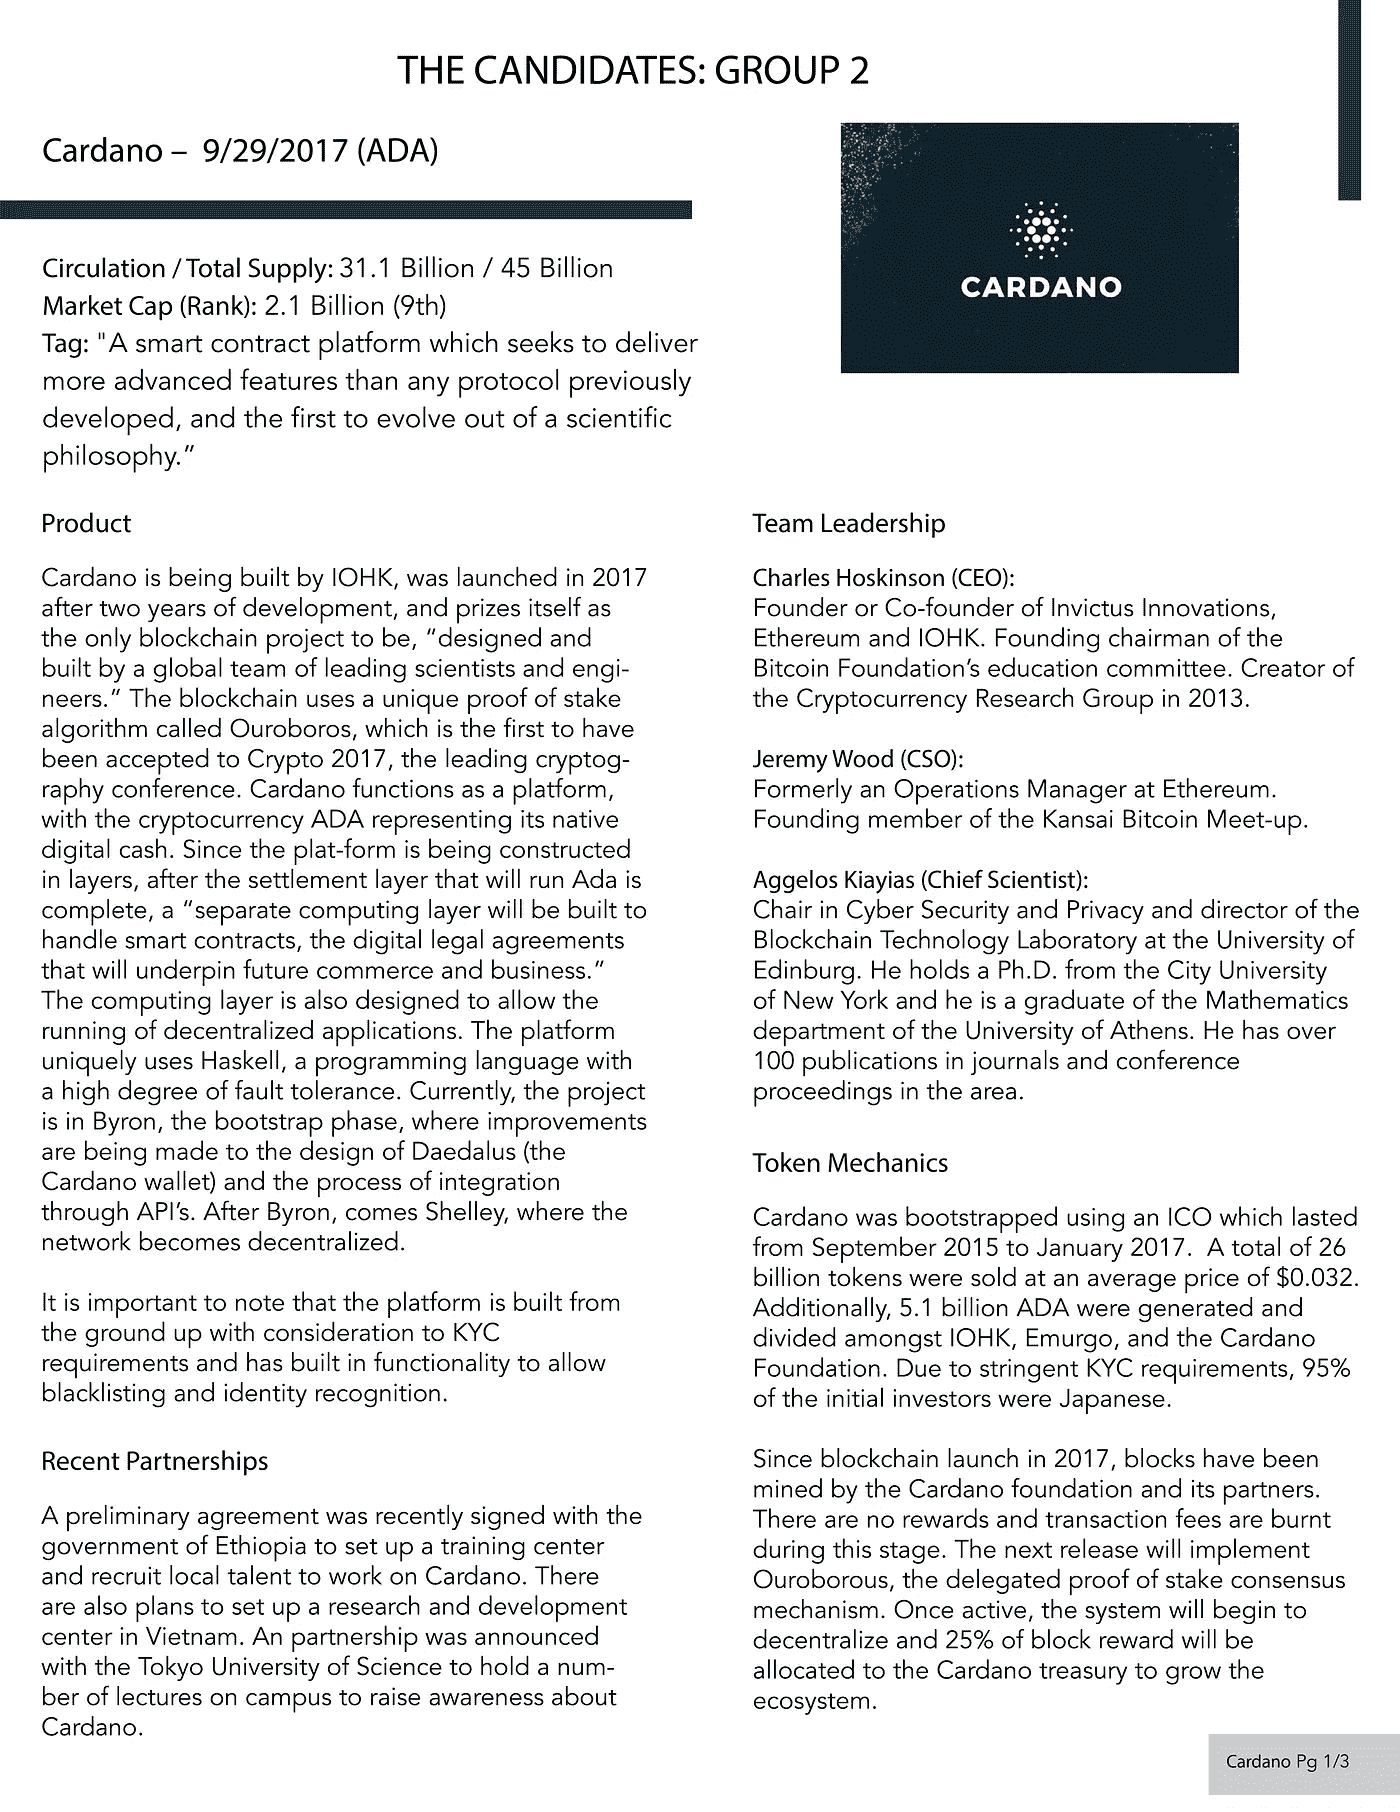 THE CANDIDATES: GROUP 2
Cardano – 9/29/2017 (ADA)
CARDANO
Circulation / Total Supply: 31.1 Billion / 45 Billion
Market Cap (Rank): 2.1 Billion (9th)
Tag: "A smart contract platform which seeks to deliver
more advanced features than any protocol previously
developed, and the first to evolve out of a scientific
philosophy.”
Product
Cardano is being built by IOHK, was launched in 2017
after two years of development, and prizes itself as
the only blockchain project to be, “designed and
built by a global team of leading scientists and engi-
neers.” The blockchain uses a unique proof of stake
algorithm called Ouroboros, which is the first to have
been accepted to Crypto 2017, the leading cryptog-
raphy conference. Cardano functions as a platform,
with the cryptocurrency ADA representing its native
digital cash. Since the plat-form is being constructed
in layers, after the settlement layer that will run Ada is
complete, a “separate computing layer will be built to
handle smart contracts, the digital legal agreements
that will underpin future commerce and business.”
The computing layer is also designed to allow the
running of decentralized applications. The platform
uniquely uses Haskell, a programming language with
a high degree of fault tolerance. Currently, the project
is in Byron, the bootstrap phase, where improvements
are being made to the design of Daedalus (the
Cardano wallet) and the process of integration
through API’s. After Byron, comes Shelley, where the
network becomes decentralized.
It is important to note that the platform is built from
the ground up with consideration to KYC
requirements and has built in functionality to allow
blacklisting and identity recognition.
Recent Partnerships
A preliminary agreement was recently signed with the
government of Ethiopia to set up a training center
and recruit local talent to work on Cardano. There
are also plans to set up a research and development
center in Vietnam. An partnership was announced
with the Tokyo University of Science to hold a num-
ber of lectures on campus to raise awareness about
Cardano.
Team Leadership
Charles Hoskinson (CEO):
Founder or Co-founder of Invictus Innovations,
Ethereum and IOHK. Founding chairman of the
Bitcoin Foundation’s education committee. Creator of
the Cryptocurrency Research Group in 2013.
Jeremy Wood (CSO):
Formerly an Operations Manager at Ethereum.
Founding member of the Kansai Bitcoin Meet-up.
Aggelos Kiayias (Chief Scientist):
Chair in Cyber Security and Privacy and director of the
Blockchain Technology Laboratory at the University of
Edinburg. He holds a Ph.D. from the City University
of New York and he is a graduate of the Mathematics
department of the University of Athens. He has over
100 publications in journals and conference
proceedings in the area.
Token Mechanics
Cardano was bootstrapped using an ICO which lasted
from September 2015 to January 2017. A total of 26
billion tokens were sold at an average price of $0.032.
Additionally, 5.1 billion ADA were generated and
divided amongst IOHK, Emurgo, and the Cardano
Foundation. Due to stringent KYC requirements, 95%
of the initial investors were Japanese.
Since blockchain launch in 2017, blocks have been
mined by the Cardano foundation and its partners.
There are no rewards and transaction fees are burnt
during this stage. The next release will implement
Ouroborous, the delegated proof of stake consensus
mechanism. Once active, the system will begin to
decentralize and 25% of block reward will be
allocated to the Cardano treasury to grow the
ecosystem.
Cardano Pg 1/3